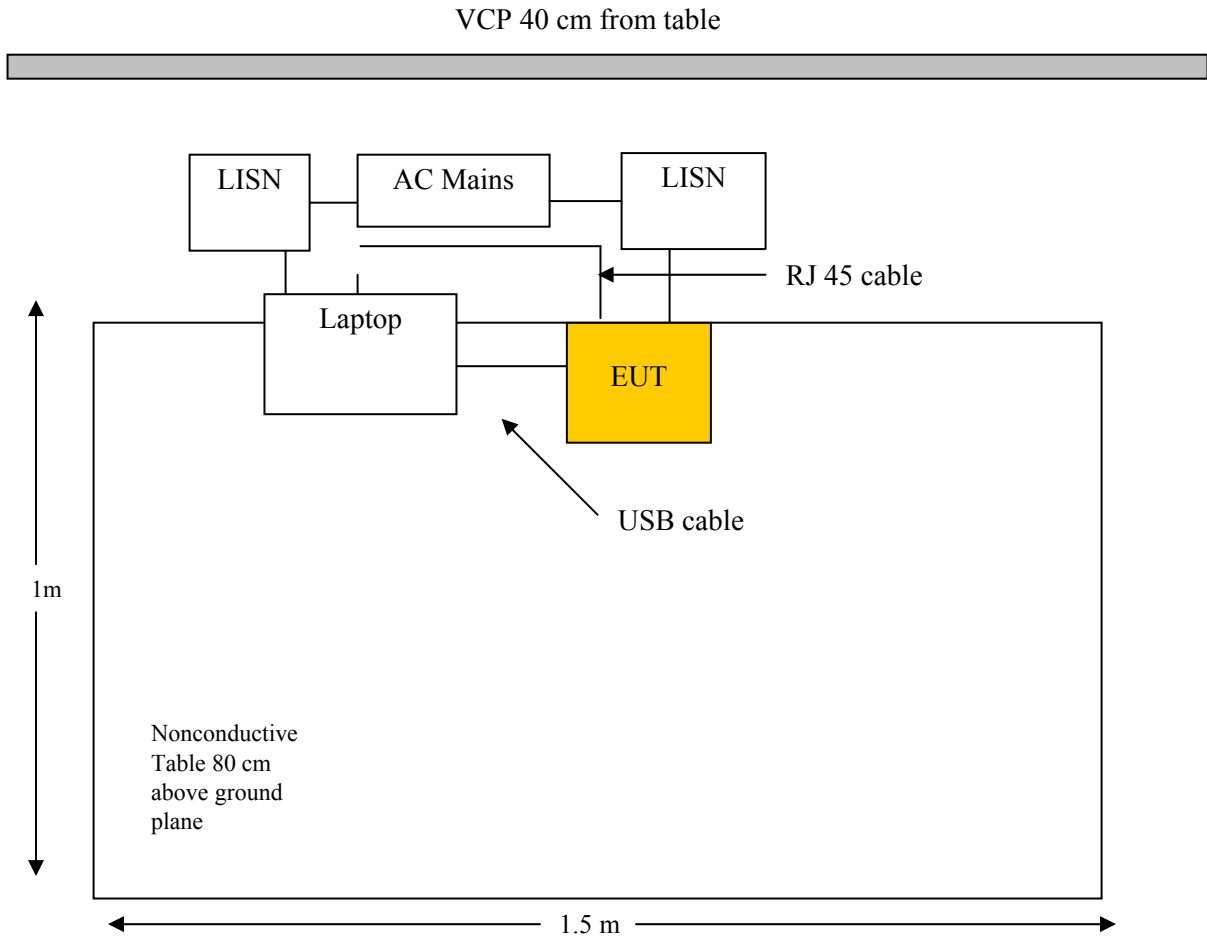 VCP 40 cm from table
LISN
AC Mains
LISN
RJ 45 cable
Laptop
EUT
USB cable
1m
Nonconductive
Table 80 cm
above ground
plane
1.5 m